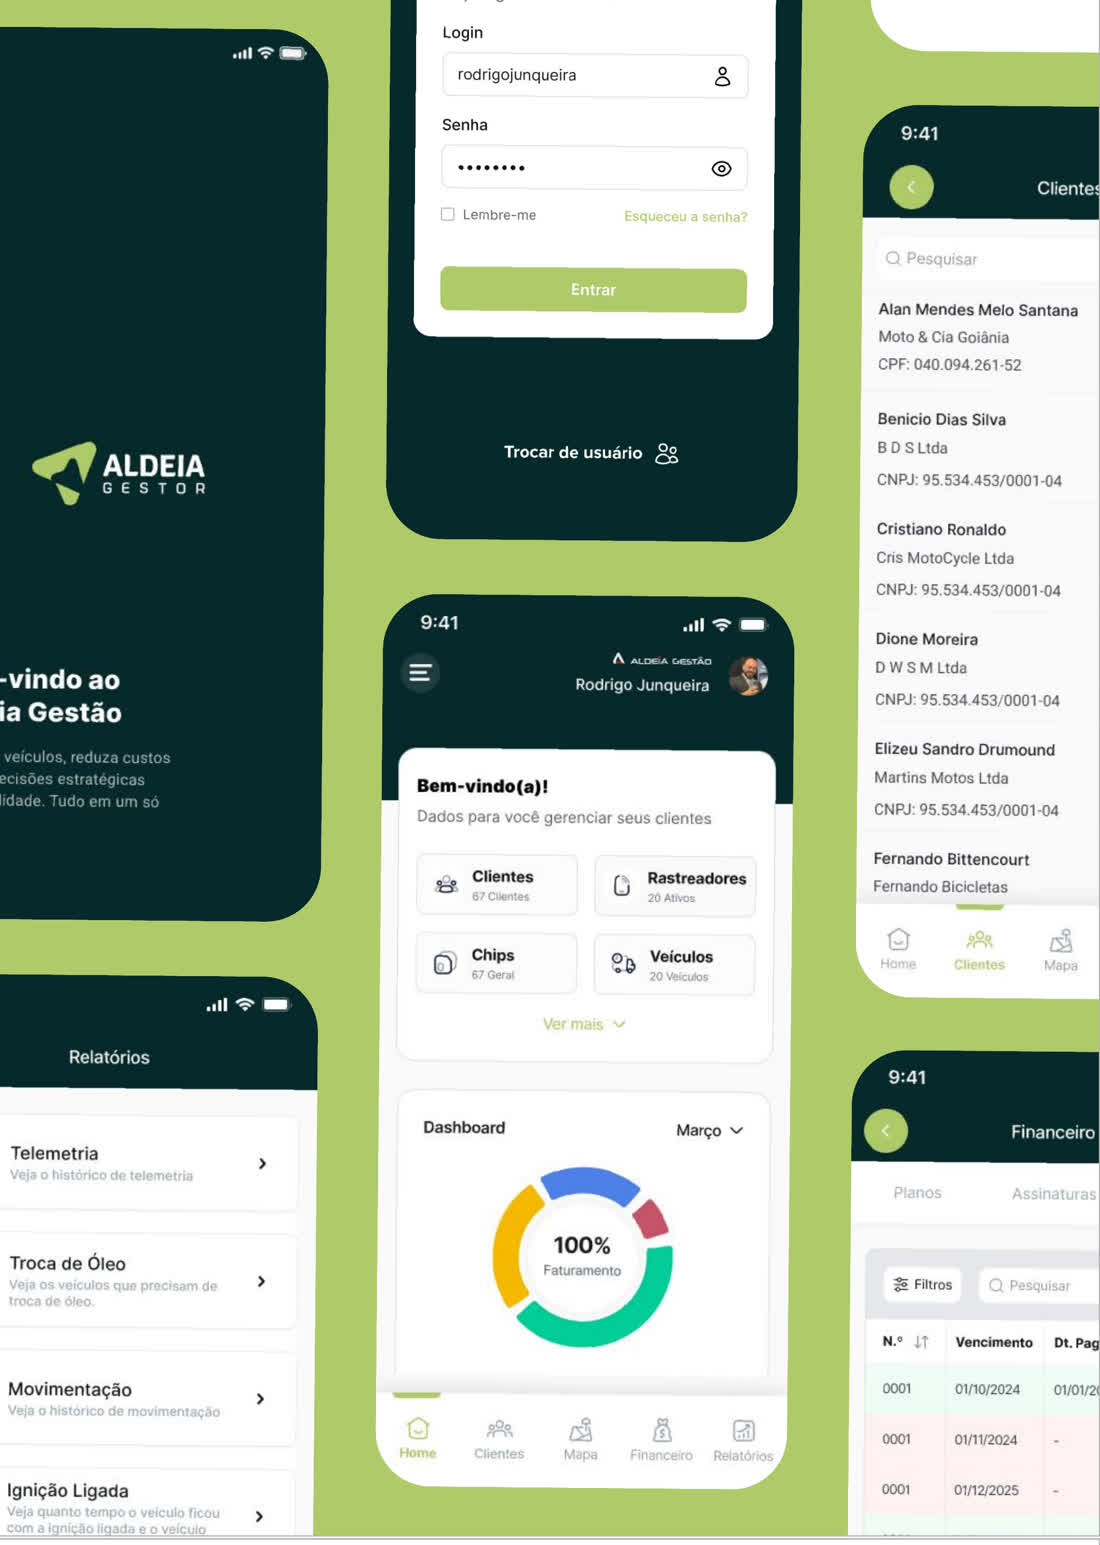 ALDEIA
GESTOR
-vindo ao
ia Gestão
veículos, reduza custos
ecisões estratégicas
lidade. Tudo em um só
Relatórios
Telemetria
Veja o histórico de telemetria
Troca de Óleo
Veja os veículos que precisam de
troca de óleo.
Movimentação
Veja o histórico de movimentação
Ignição Ligada
Veja quanto tempo o veículo ficou
com a ignição ligada e o veículo
Login
rodrigojunqueira
Senha
••••••••
Lembre-me
Esqueceu a senha?
Entrar
Trocar de usuário
9:41
ALDEIA GESTÃO
Rodrigo Junqueira
Bem-vindo(a)!
Dados para você gerenciar seus clientes
Clientes
67 Clientes
Rastreadores
20 Ativos
Chips
67 Geral
Veículos
20 Veículos
Ver mais
Dashboard
Março
100%
Faturamento
Home
Clientes
Mapa
Financeiro
Relatórios
9:41
Clientes
Pesquisar
Alan Mendes Melo Santana
Moto & Cia Goiânia
CPF: 040.094.261-52
Benicio Dias Silva
B D S Ltda
CNPJ: 95.534.453/0001-04
Cristiano Ronaldo
Cris MotoCycle Ltda
CNPJ: 95.534.453/0001-04
Dione Moreira
D W S M Ltda
CNPJ: 95.534.453/0001-04
Elizeu Sandro Drumound
Martins Motos Ltda
CNPJ: 95.534.453/0001-04
Fernando Bittencourt
Fernando Bicicletas
Home
Clientes
Mapa
9:41
Financeiro
Planos
Assinaturas
Filtros
Pesquisar
N.º
Vencimento
Dt. Pag
0001
01/10/2024
01/01/20
0001
01/11/2024
-
0001
01/12/2025
-